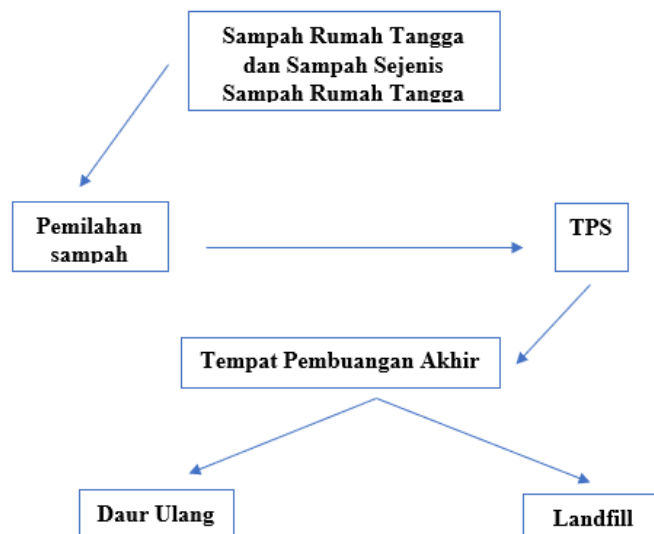 Sampah Rumah Tangga
dan Sampah Sejenis
Sampah Rumah Tangga
Pemilahan
sampah
TPS
Tempat Pembuangan Akhir
Daur Ulang
Landfill